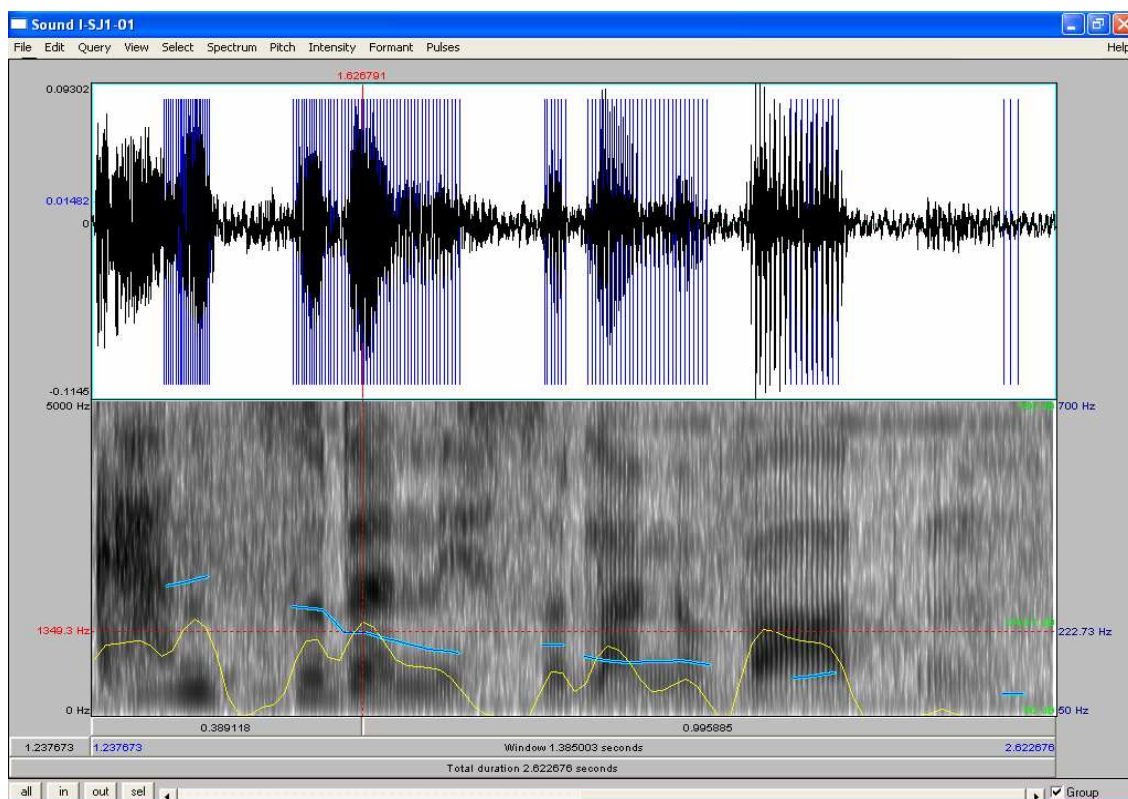 Sound I-SJ1-01
File Edit Query View Select Spectrum Pitch Intensity Formant Pulses Help
1.626791
0.09302
0.01482
0
-0.1145
5000 Hz
700 Hz
1349.3 Hz
222.73 Hz
0 Hz
50 Hz
0.389118 0.995885
1.237673 1.237673 Window 1.385003 seconds 2.622676
Total duration 2.622676 seconds
all in out sel Group